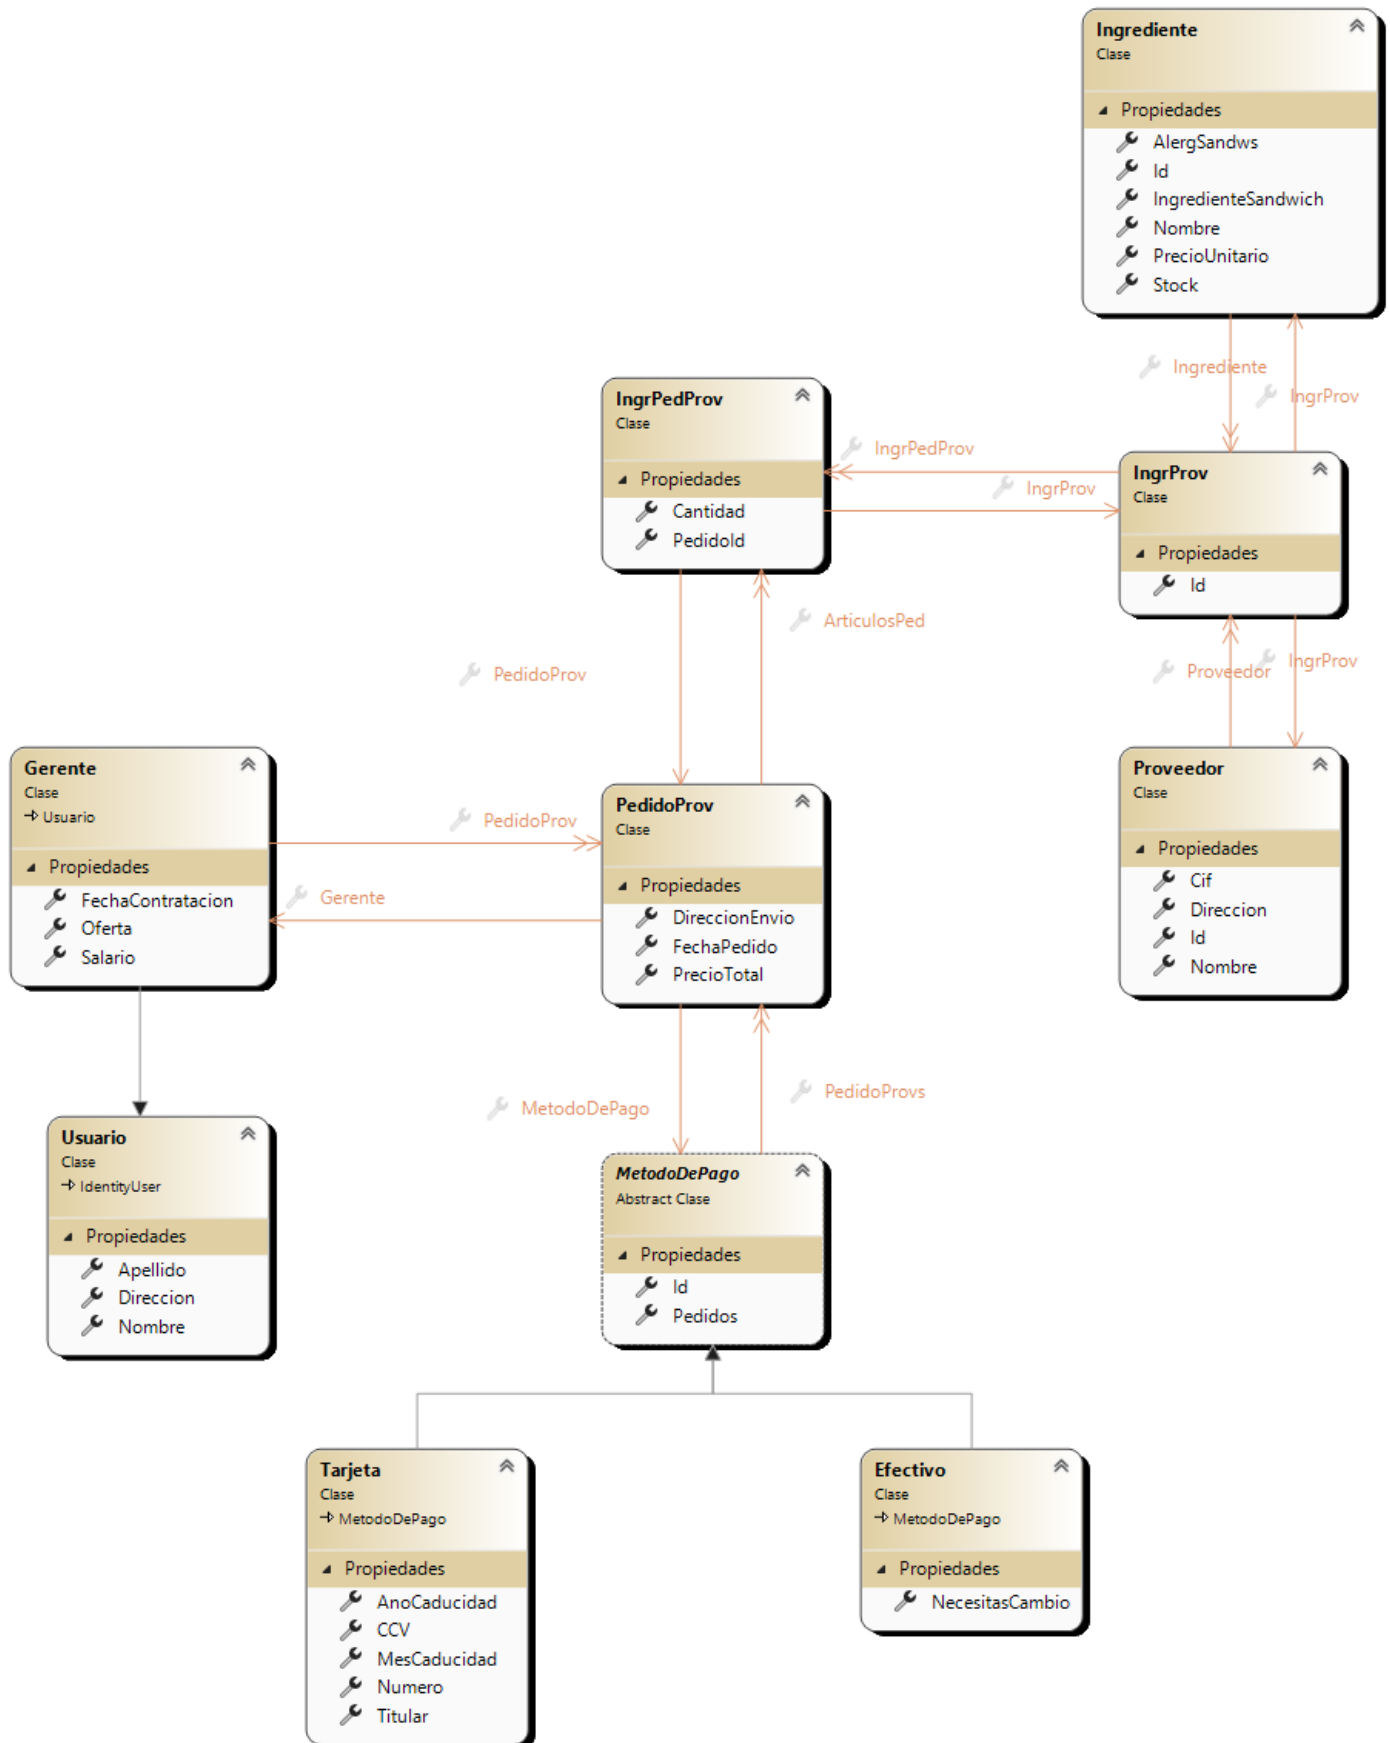 Ingrediente
Clase
Propiedades
AlergSandws
Id
IngredienteSandwich
Nombre
PrecioUnitario
Stock
Ingrediente
IngrProv
IngrPedProv
Clase
Propiedades
Cantidad
PedidoId
IngrPedProv
IngrProv
IngrProv
Clase
Propiedades
Id
ArticulosPed
PedidoProv
Proveedor
IngrProv
Gerente
Clase
Usuario
Propiedades
FechaContratacion
Oferta
Salario
PedidoProv
Gerente
PedidoProv
Clase
Propiedades
DireccionEnvio
FechaPedido
PrecioTotal
Proveedor
Clase
Propiedades
Cif
Direccion
Id
Nombre
MetodoDePago
PedidoProvs
Usuario
Clase
IdentityUser
Propiedades
Apellido
Direccion
Nombre
MetodoDePago
Abstract Clase
Propiedades
Id
Pedidos
Tarjeta
Clase
MetodoDePago
Propiedades
AnoCaducidad
CCV
MesCaducidad
Numero
Titular
Efectivo
Clase
MetodoDePago
Propiedades
NecesitasCambio